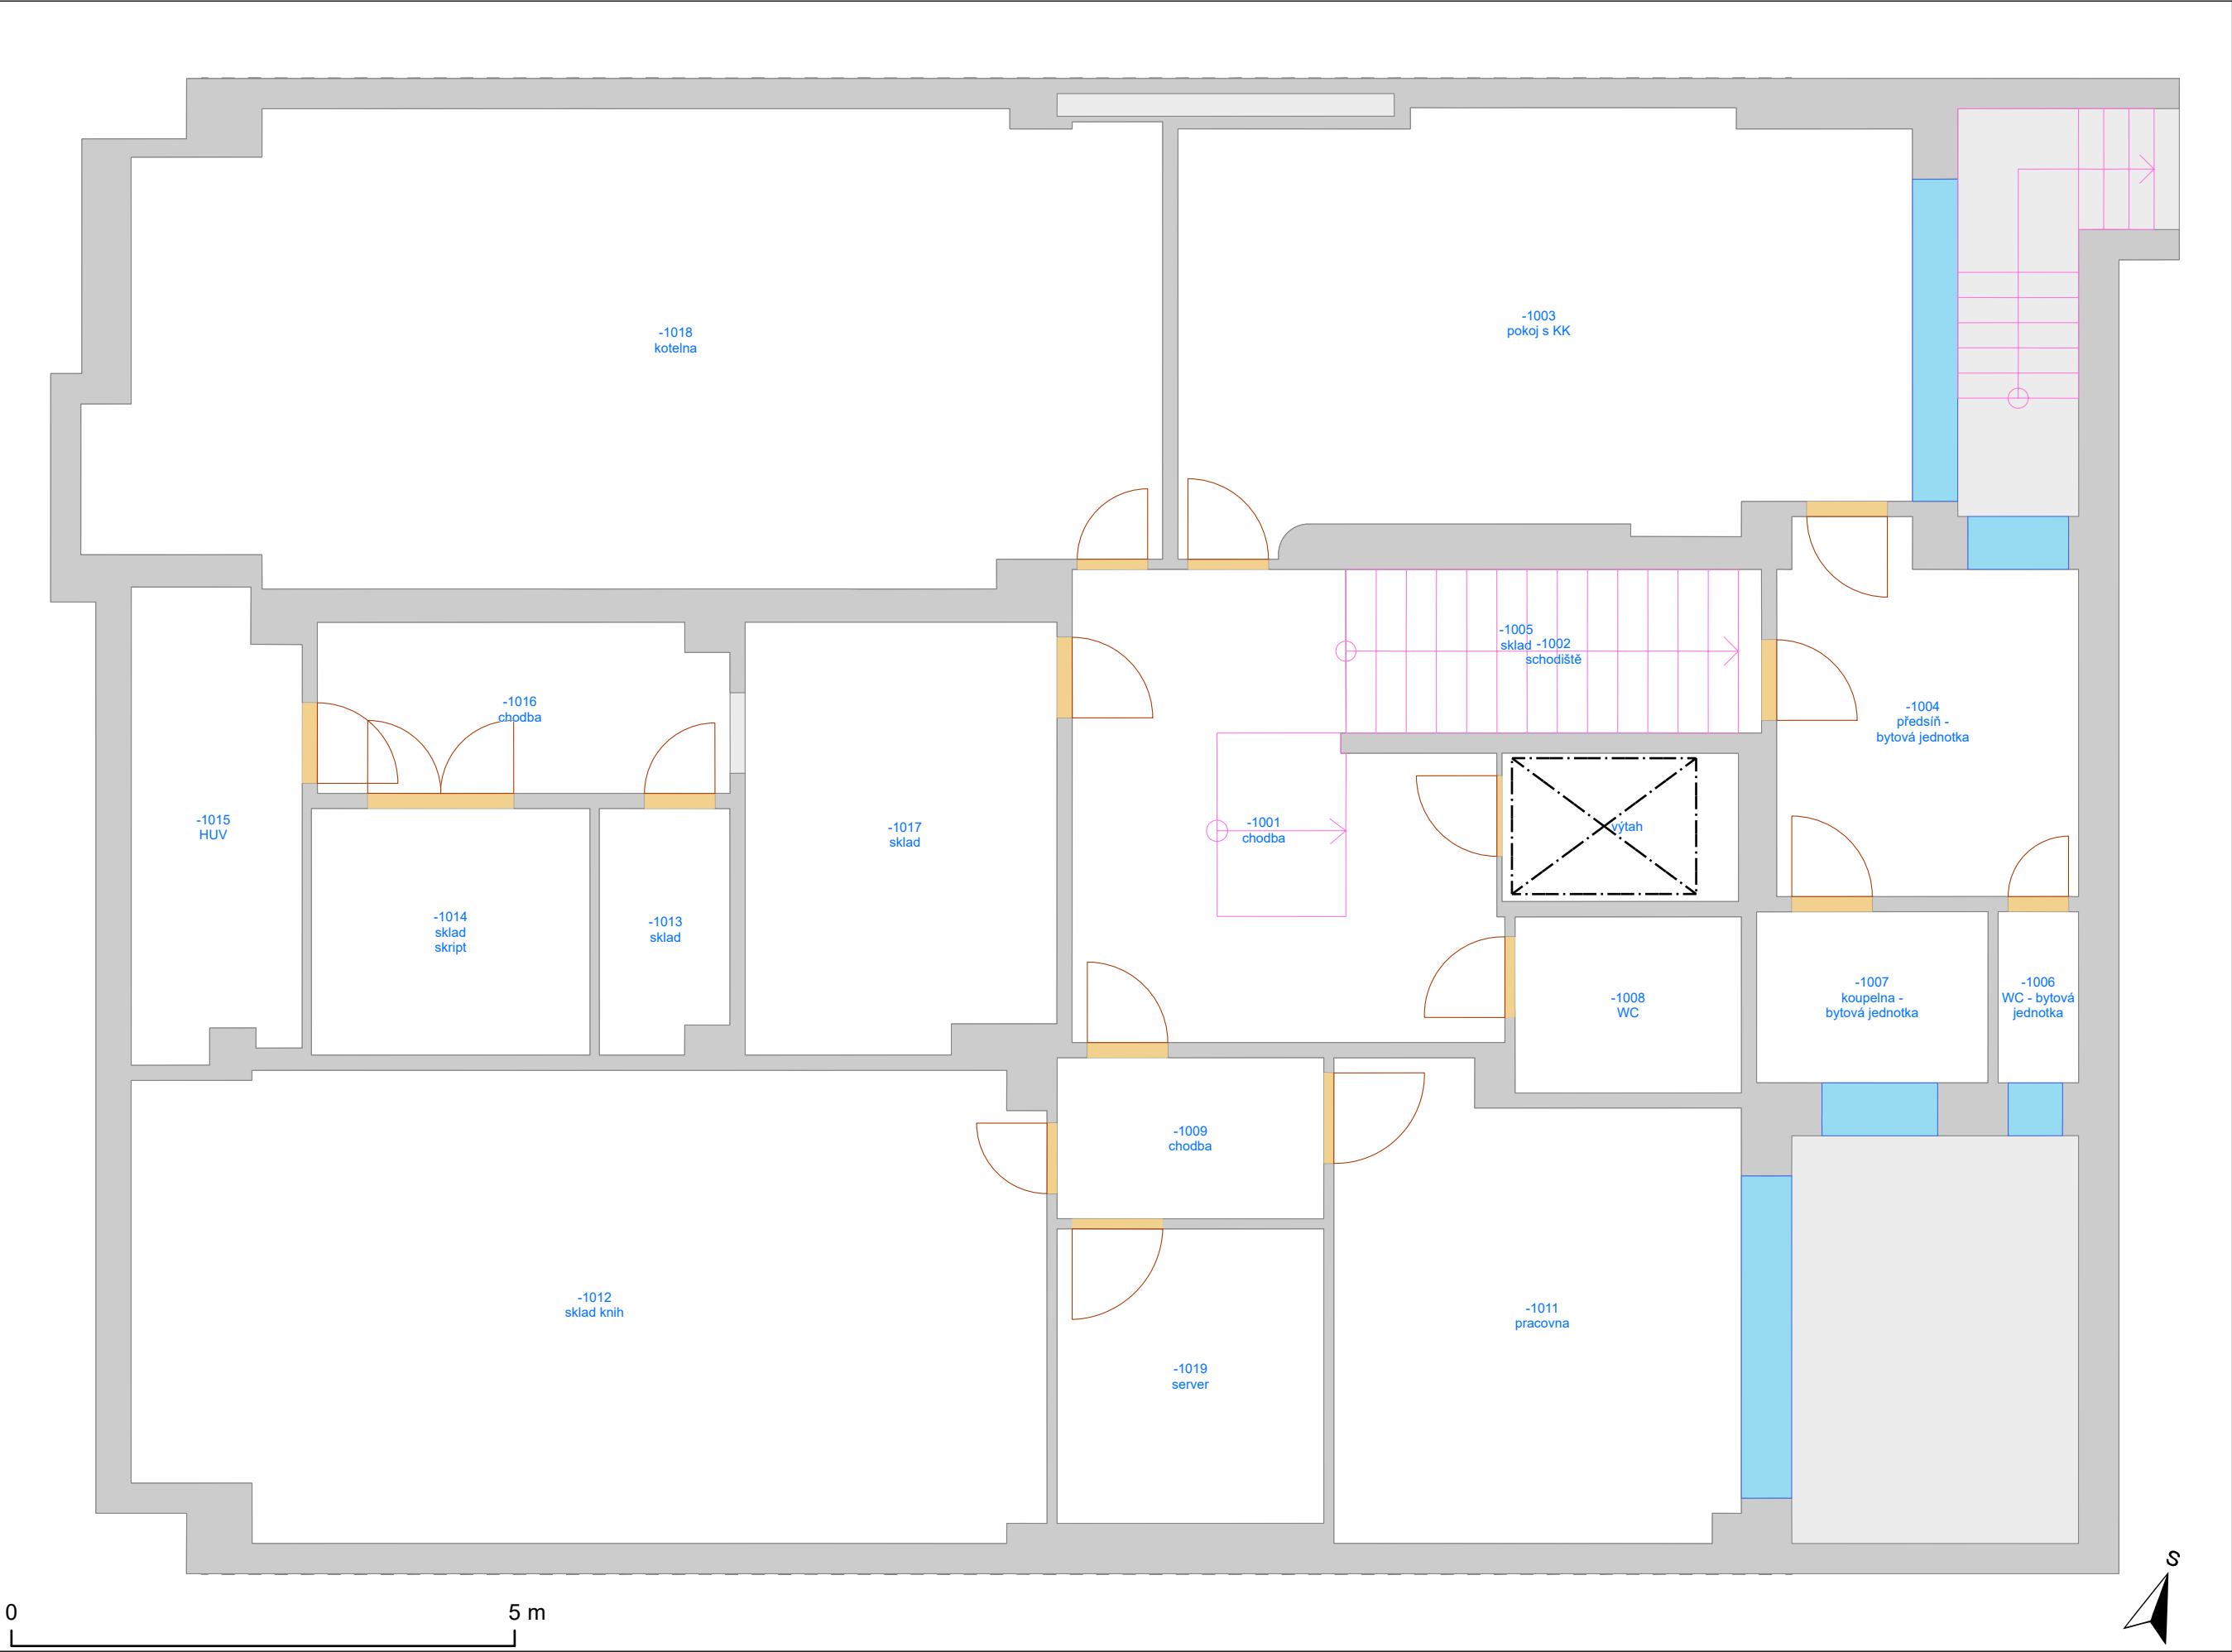 -1018
kotelna
-1003
pokoj s KK
-1005
sklad
-1002
schodiště
-1016
chodba
-1004
předsíň -
bytová jednotka
-1015
HUV
-1017
sklad
-1001
chodba
výtah
-1014
sklad
skript
-1013
sklad
-1008
WC
-1007
koupelna -
bytová jednotka
-1006
WC - bytová
jednotka
-1009
chodba
-1012
sklad knih
-1011
pracovna
-1019
server
S
0
5 m